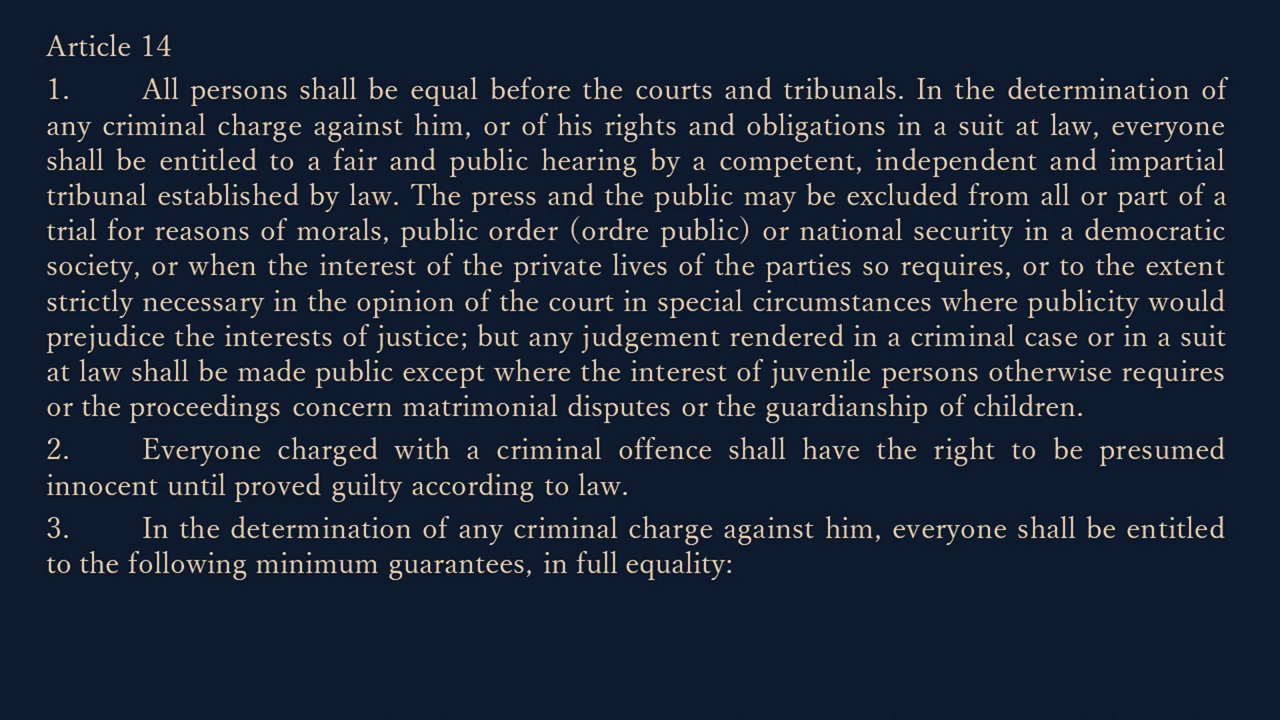 Article 14
1. All persons shall be equal before the courts and tribunals. In the determination of
any criminal charge against him, or of his rights and obligations in a suit at law, everyone
shall be entitled to a fair and public hearing by a competent, independent and impartial
tribunal established by law. The press and the public may be excluded from all or part of a
trial for reasons of morals, public order (ordre public) or national security in a democratic
society, or when the interest of the private lives of the parties so requires, or to the extent
strictly necessary in the opinion of the court in special circumstances where publicity would
prejudice the interests of justice; but any judgement rendered in a criminal case or in a suit
at law shall be made public except where the interest of juvenile persons otherwise requires
or the proceedings concern matrimonial disputes or the guardianship of children.
2. Everyone charged with a criminal offence shall have the right to be presumed
innocent until proved guilty according to law.
3. In the determination of any criminal charge against him, everyone shall be entitled
to the following minimum guarantees, in full equality: